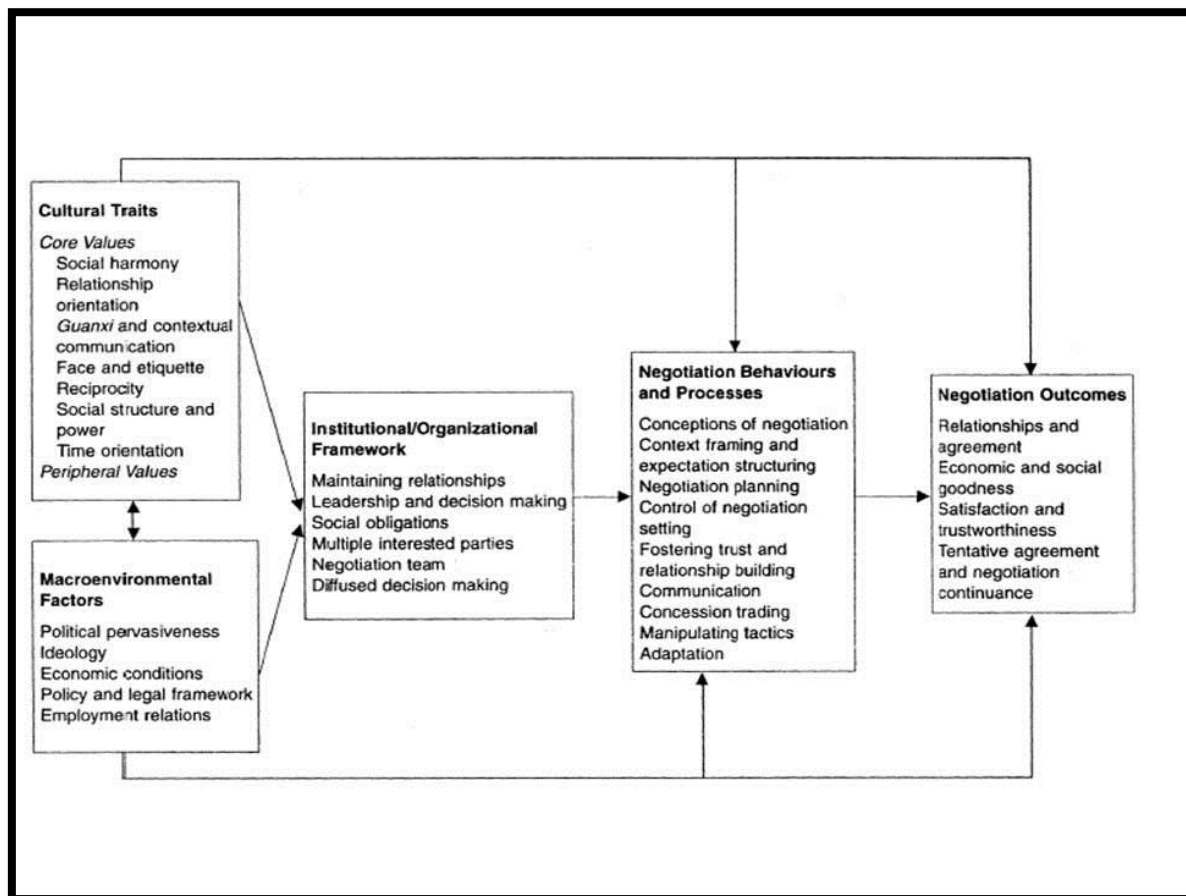 Cultural Traits
Core Values
Social harmony
Relationship
orientation
Guanxi and contextual
communication
Face and etiquette
Reciprocity
Social structure and
power
Time orientation
Peripheral Values
Macroenvironmental
Factors
Political pervasiveness
Ideology
Economic conditions
Policy and legal framework
Employment relations
Institutional/Organizational
Framework
Maintaining relationships
Leadership and decision making
Social obligations
Multiple interested parties
Negotiation team
Diffused decision making
Negotiation Behaviours
and Processes
Conceptions of negotiation
Context framing and
expectation structuring
Negotiation planning
Control of negotiation
setting
Fostering trust and
relationship building
Communication
Concession trading
Manipulating tactics
Adaptation
Negotiation Outcomes
Relationships and
agreement
Economic and social
goodness
Satisfaction and
trustworthiness
Tentative agreement
and negotiation
continuance